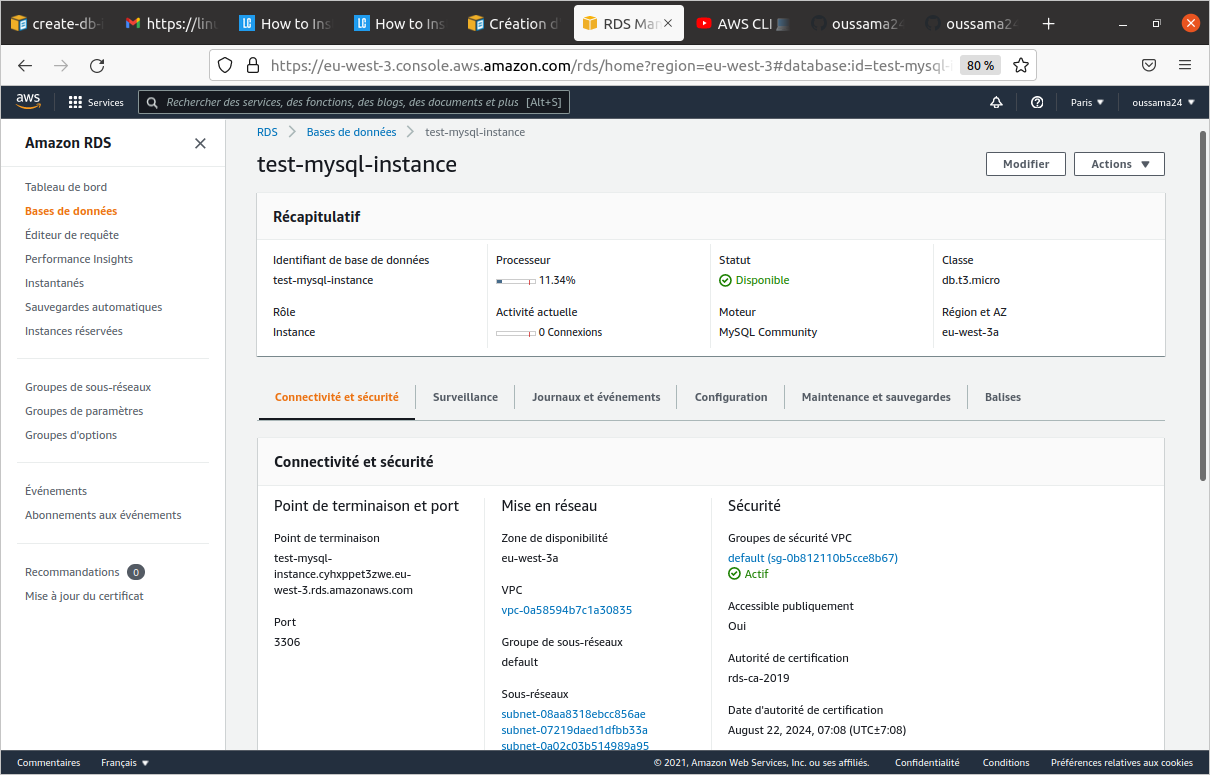 create-db-
https://linu
How to Ins
How to Ins
Création d
RDS Man
AWS CLI
oussama24
oussama24
https://eu-west-3.console.aws.amazon.com/rds/home?region=eu-west-3#database:id=test-mysql-
80 %
aws
Services
Rechercher des services, des fonctions, des blogs, des documents et plus [Alt+S]
Paris
oussama24
Amazon RDS
Tableau de bord
Bases de données
Éditeur de requête
Performance Insights
Instantanés
Sauvegardes automatiques
Instances réservées
Groupes de sous-réseaux
Groupes de paramètres
Groupes d'options
Événements
Abonnements aux événements
Recommandations 0
Mise à jour du certificat
RDS > Bases de données > test-mysql-instance
test-mysql-instance
Modifier
Actions
Récapitulatif
Identifiant de base de données
test-mysql-instance
Processeur
11.34%
Statut
Disponible
Classe
db.t3.micro
Rôle
Instance
Activité actuelle
0 Connexions
Moteur
MySQL Community
Région et AZ
eu-west-3a
Connectivité et sécurité
Surveillance
Journaux et événements
Configuration
Maintenance et sauvegardes
Balises
Connectivité et sécurité
Point de terminaison et port
Point de terminaison
test-mysql-
instance.cyhxppet3zwe.eu-
west-3.rds.amazonaws.com
Port
3306
Mise en réseau
Zone de disponibilité
eu-west-3a
VPC
vpc-0a58594b7c1a30835
Groupe de sous-réseaux
default
Sous-réseaux
subnet-08aa8318ebcc856ae
subnet-07219daed1dfbb33a
subnet-0a02c03b514989a95
Sécurité
Groupes de sécurité VPC
default (sg-0b812110b5cce8b67)
Actif
Accessible publiquement
Oui
Autorité de certification
rds-ca-2019
Date d'autorité de certification
August 22, 2024, 07:08 (UTC±7:08)
Commentaires
Français
© 2021, Amazon Web Services, Inc. ou ses affiliés.
Confidentialité
Conditions
Préférences relatives aux cookies